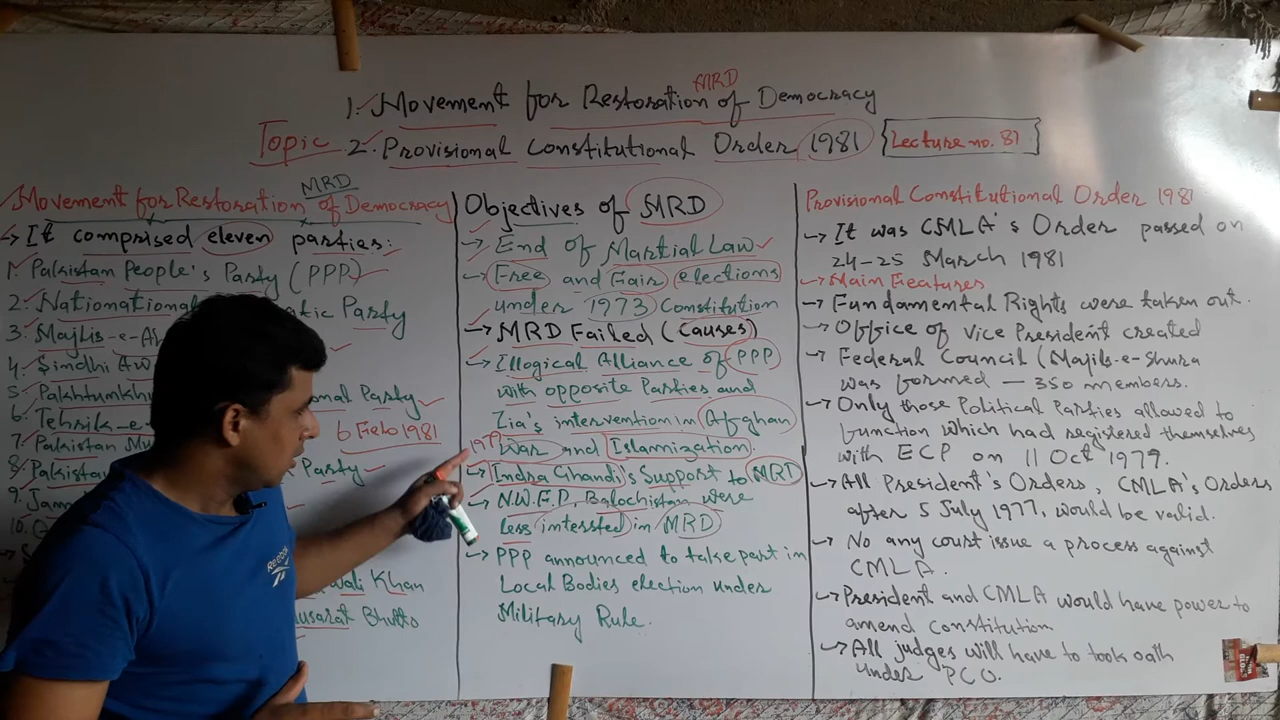 MRD
1. Movement for Restoration of Democracy
Topic 2. Provisional Constitutional Order 1981 Lecture no. 81
MRD
Movement for Restoration of Democracy
→ It comprised eleven parties:
1. Pakistan People's Party (PPP)
2. Nationational atic Party
3. Majlis-e-Ah
4. Sindhi Aw
5. Pakhtumkhu onal Party
6. Tehsik-e- 6 Feb 1981
7. Pakistan Mu
8. Pakistan Party
9. Jam
10.
Wali Khan
usarat Bhutto
Objectives of MRD
→ End of Martial Law
→ Free and Fair elections
under 1973 Constitution
→ MRD Failed (Causes)
→ Illogical Alliance of PPP
with opposite Parties and
Zia's intervention in Afghan
1979 War and Islamization.
→ Indra Ghandi's Support to MRD
→ N.W.F.P, Balochistan were
less intersted in MRD
→ PPP announced to take part in
Local Bodies election under
Military Rule.
Provisional Constitutional Order 1981
→ It was CMLA's Order passed on
24-25 March 1981
→ Main Features
→ Fundamental Rights were taken out.
→ Office of Vice President created
→ Federal Council (Majils-e-Shura
was formed — 350 members.
→ Only those Political Parties allowed to
function which had registered themselves
with ECP on 11 Oct 1979.
→ All President's Orders, CMLA's Orders
after 5 July 1977, would be valid.
→ No any court issue a process against
CMLA.
→ President and CMLA would have power to
amend constitution
→ All judges will have to took oath
under PCO.
Reebok